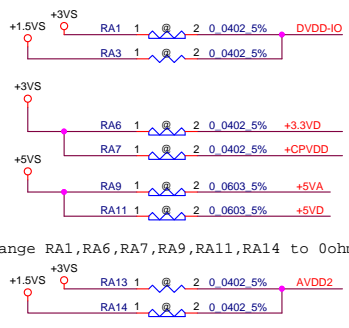 +3VS
+1.5VS
RA1 1 @ 2 0_0402_5% DVDD-IO
RA3 1 @ 2 0_0402_5%
+3VS
RA6 1 @ 2 0_0402_5% +3.3VD
RA7 1 @ 2 0_0402_5% +CPVDD
+5VS
RA9 1 @ 2 0_0603_5% +5VA
RA11 1 @ 2 0_0603_5% +5VD
ange RA1,RA6,RA7,RA9,RA11,RA14 to 0ohm
+3VS
+1.5VS
RA13 1 @ 2 0_0402_5% AVDD2
RA14 1 @ 2 0_0402_5%